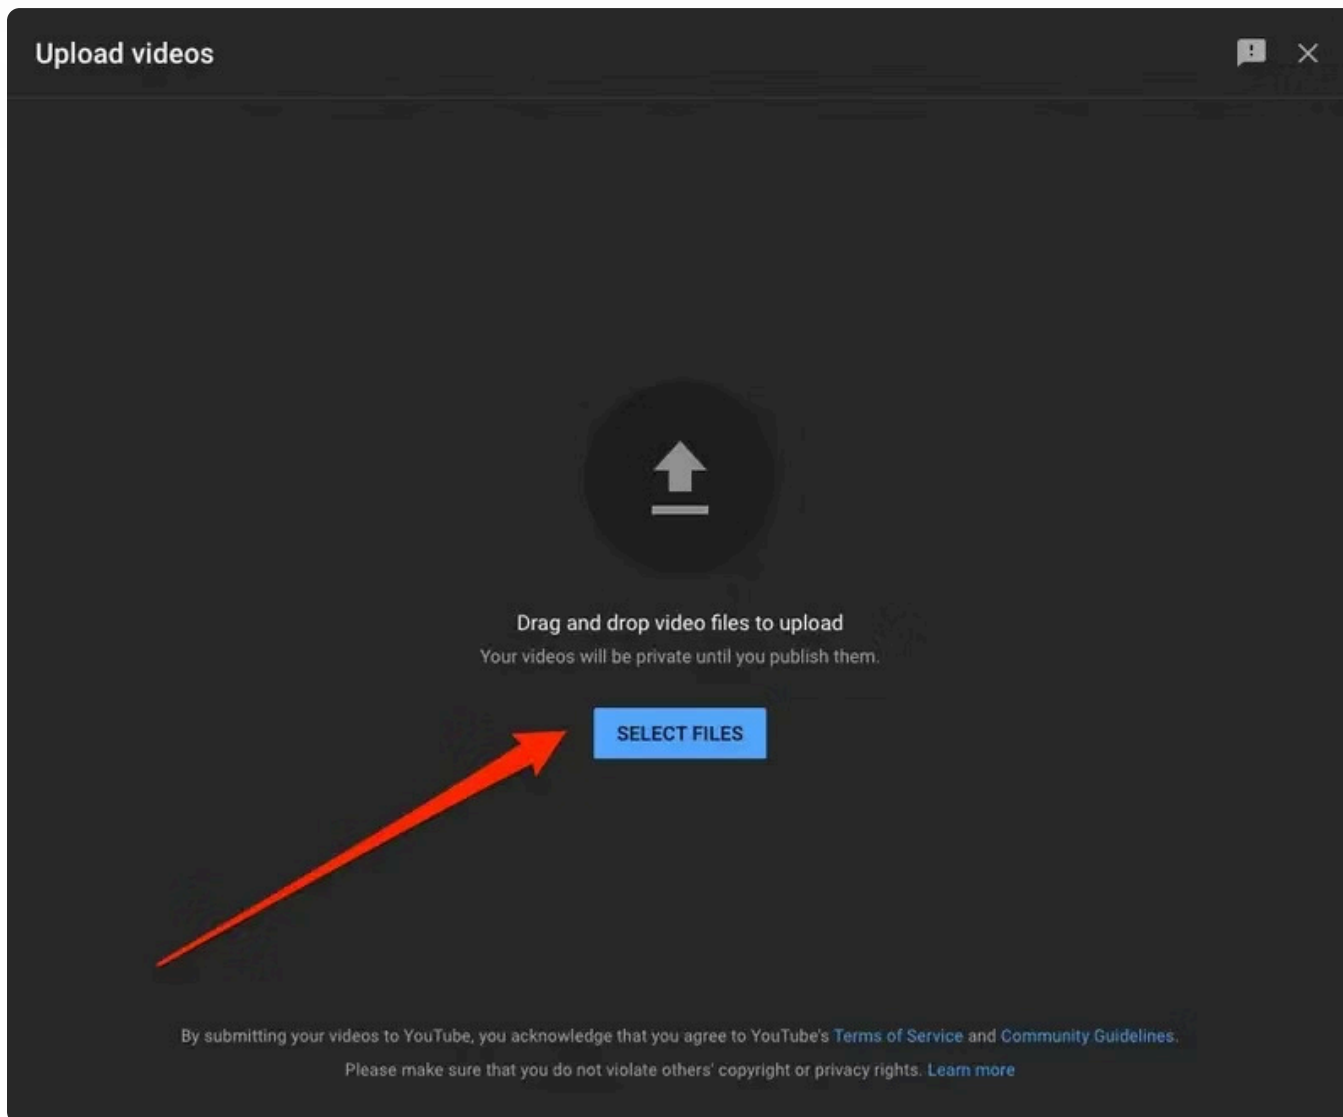 Upload videos
Drag and drop video files to upload
Your videos will be private until you publish them.
SELECT FILES
By submitting your videos to YouTube, you acknowledge that you agree to YouTube's Terms of Service and Community Guidelines.
Please make sure that you do not violate others' copyright or privacy rights. Learn more